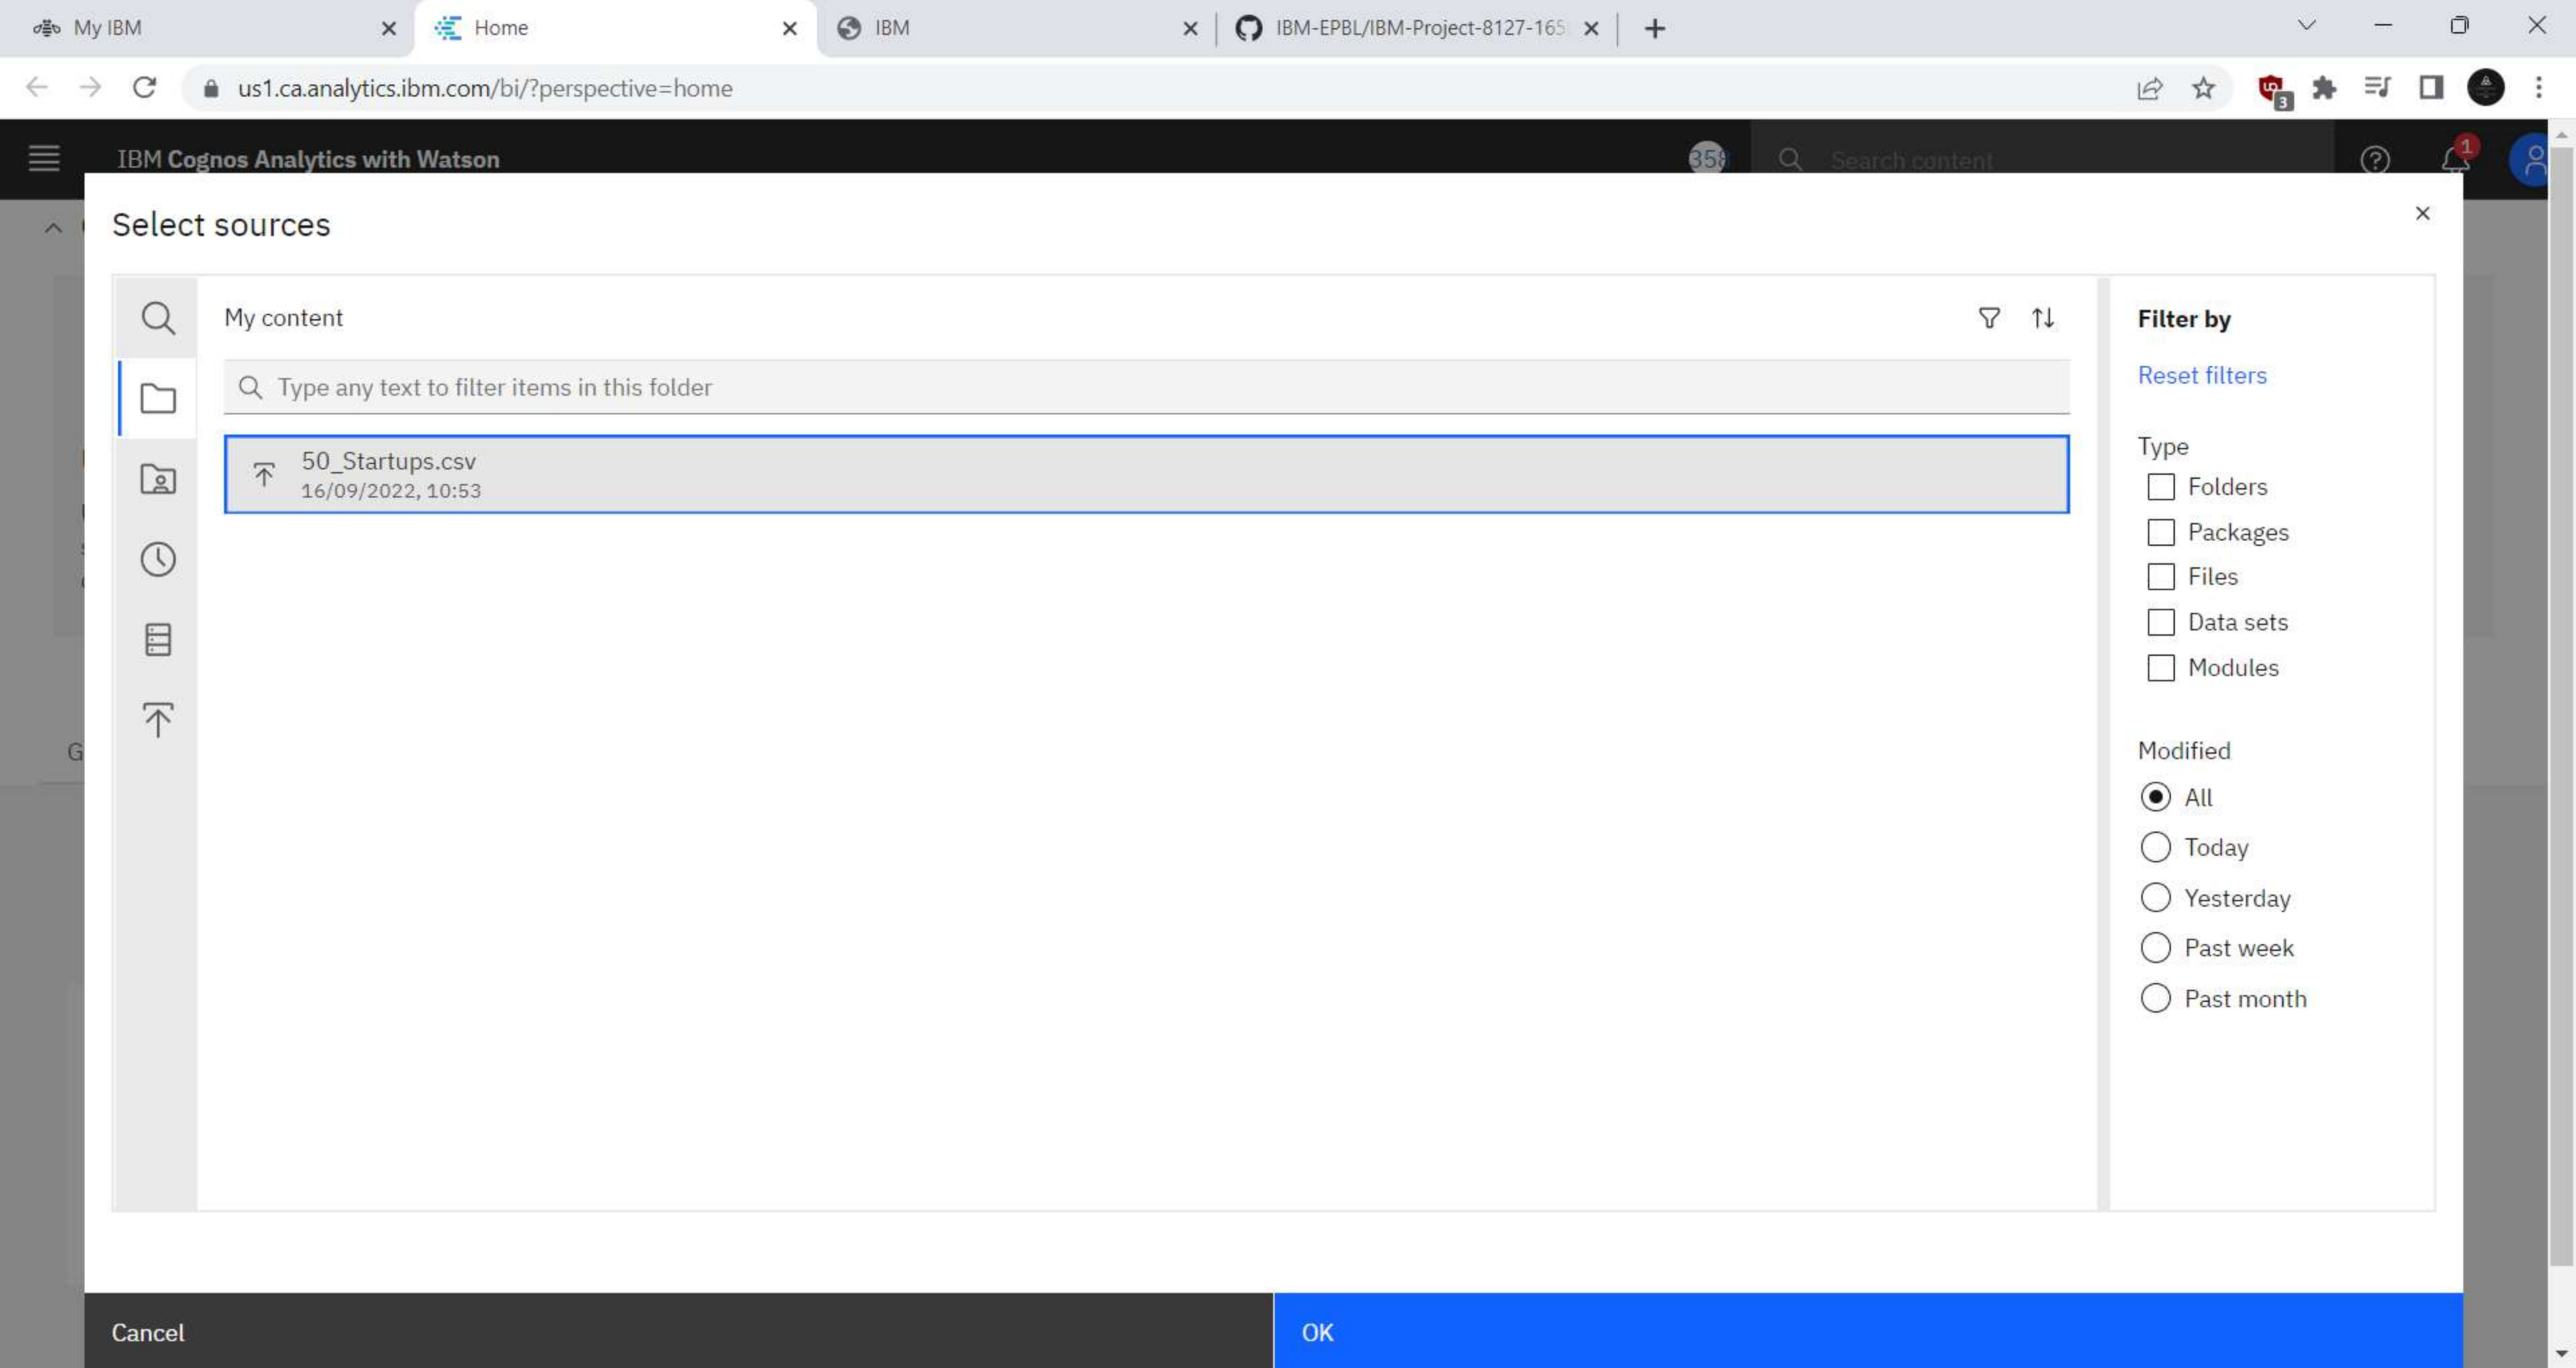 My IBM
Home
IBM
IBM-EPBL/IBM-Project-8127-165
us1.ca.analytics.ibm.com/bi/?perspective=home
3
IBM Cognos Analytics with Watson
358
Search content
1
Select sources
My content
Type any text to filter items in this folder
50_Startups.csv
16/09/2022, 10:53
Filter by
Reset filters
Type
Folders
Packages
Files
Data sets
Modules
Modified
All
Today
Yesterday
Past week
Past month
G
Cancel
OK